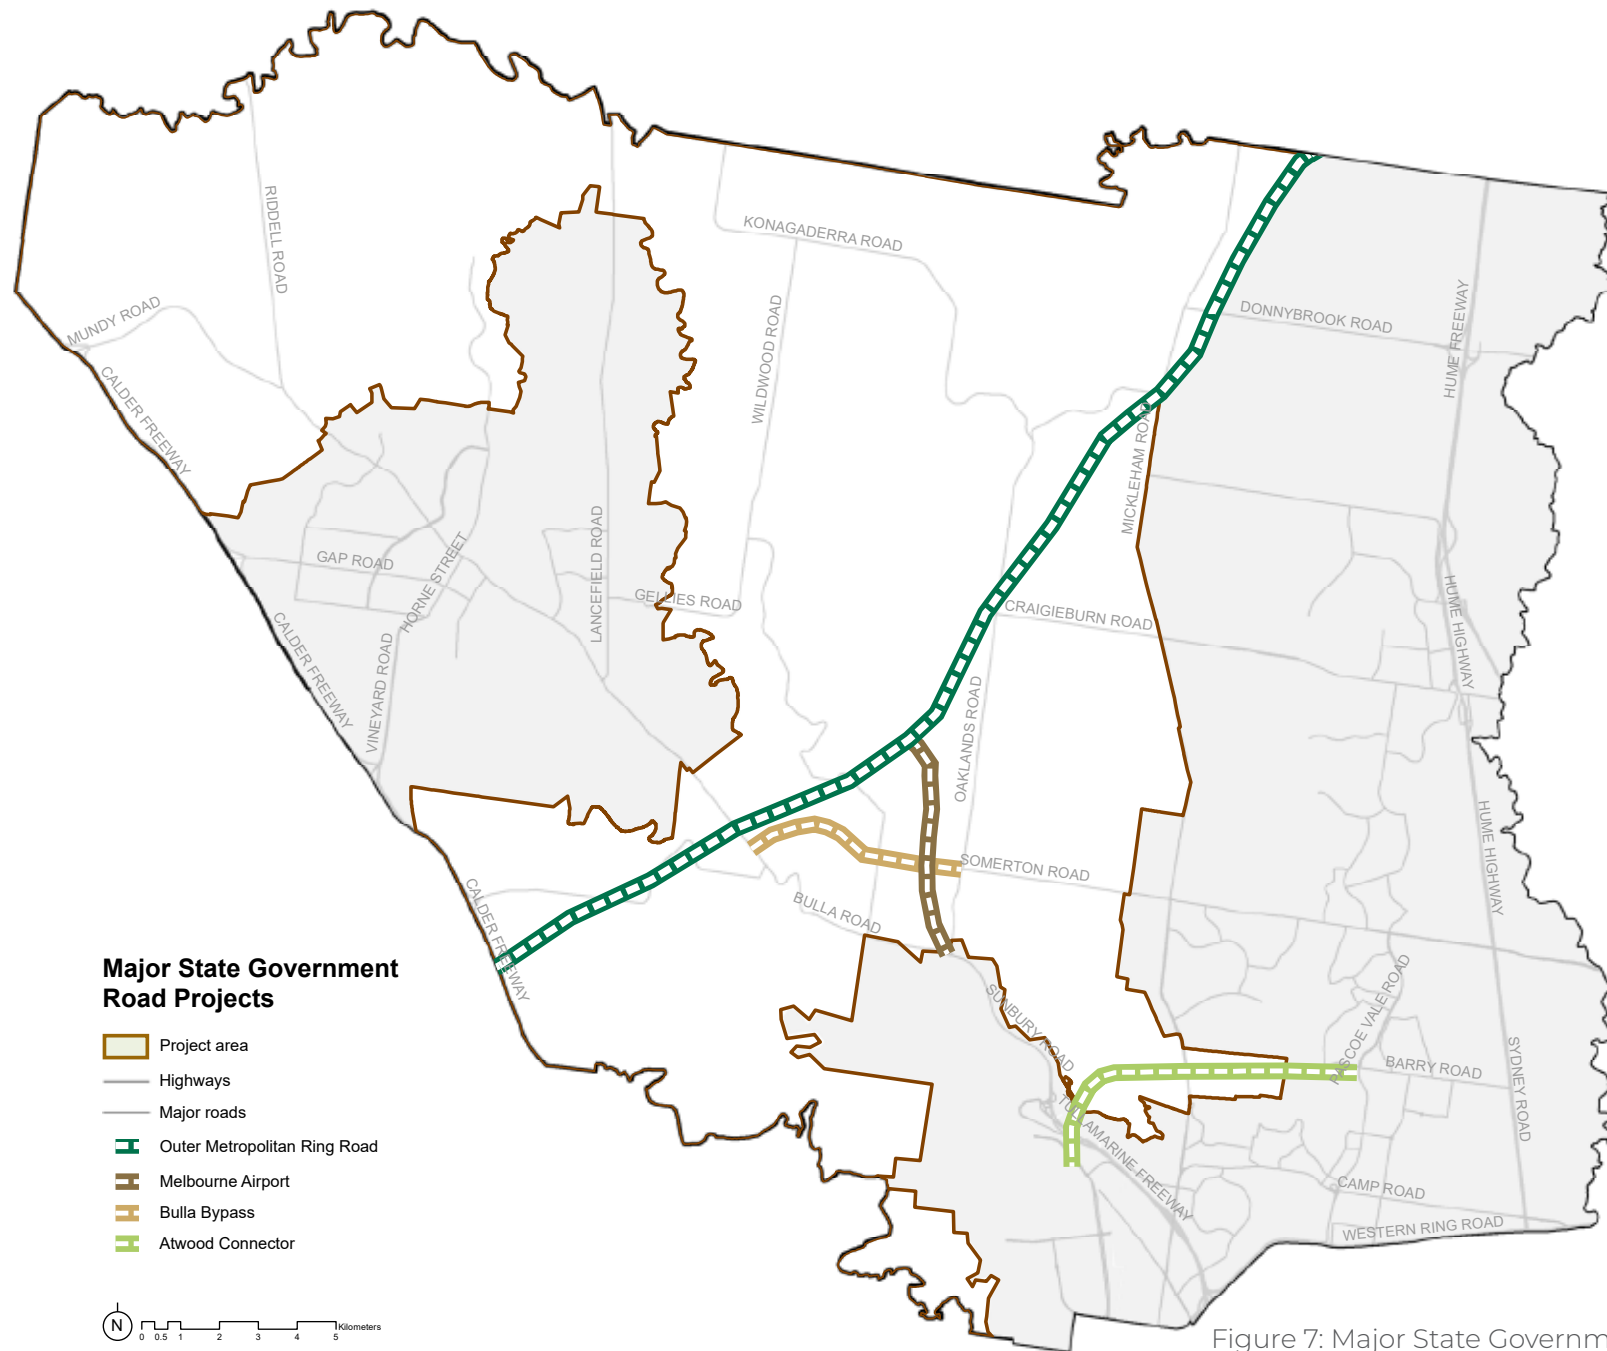 RIDDELL ROAD
KONAGADERRA ROAD
MUNDY ROAD
WILDWOOD ROAD
DONNYBROOK ROAD
HUME FREEWAY
CALDER FREEWAY
MICKLEHAM ROAD
GAP ROAD
HORNE STREET
LANCEFIELD ROAD
GELLIES ROAD
CRAIGIEBURN ROAD
HUME HIGHWAY
CALDER FREEWAY
VINEYARD ROAD
OAKLANDS ROAD
SOMERTON ROAD
HUME HIGHWAY
BULLA ROAD
CALDER FREEWAY
SUNBURY ROAD
PASCOE VALE ROAD
BARRY ROAD
SYDNEY ROAD
TULLAMARINE FREEWAY
CAMP ROAD
WESTERN RING ROAD
Major State Government
Road Projects
Project area
Highways
Major roads
Outer Metropolitan Ring Road
Melbourne Airport
Bulla Bypass
Atwood Connector
N
0 0.5 1 2 3 4 5 Kilometers
Figure 7: Major State Governm